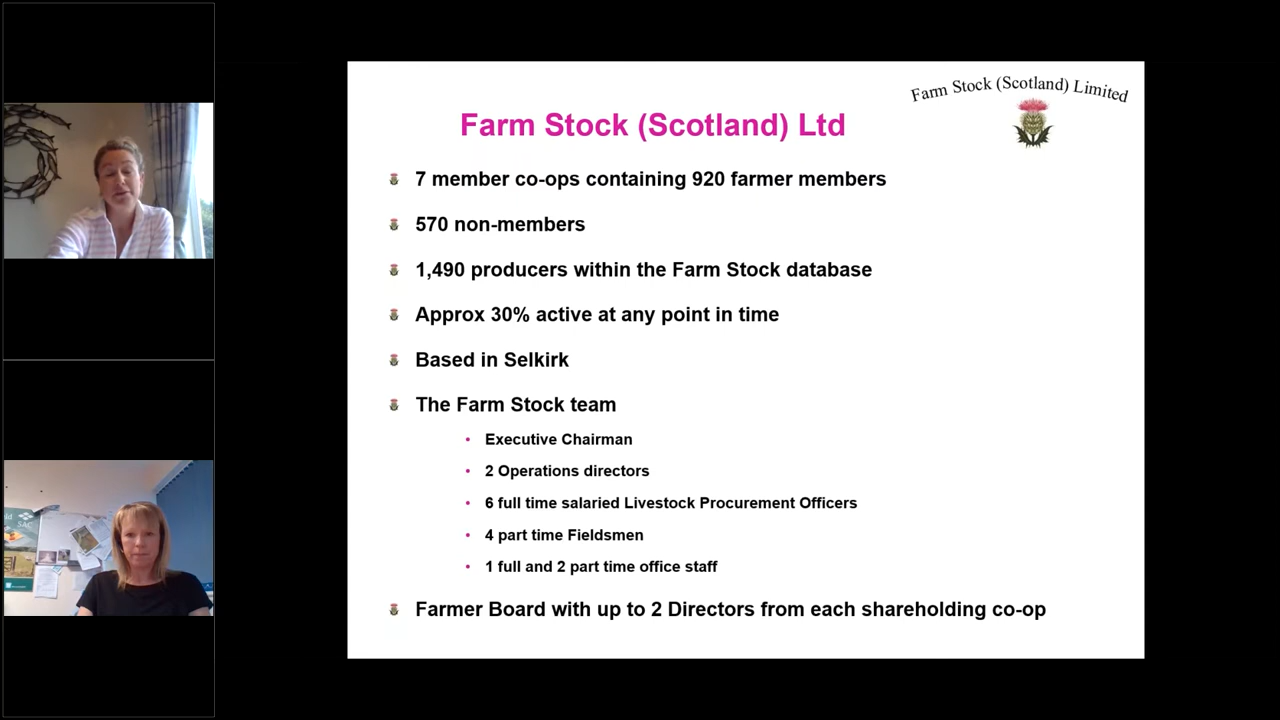 Farm Stock (Scotland) Limited
Farm Stock (Scotland) Ltd
7 member co-ops containing 920 farmer members
570 non-members
1,490 producers within the Farm Stock database
Approx 30% active at any point in time
Based in Selkirk
The Farm Stock team
Executive Chairman
2 Operations directors
6 full time salaried Livestock Procurement Officers
4 part time Fieldsmen
1 full and 2 part time office staff
Farmer Board with up to 2 Directors from each shareholding co-op
SAC